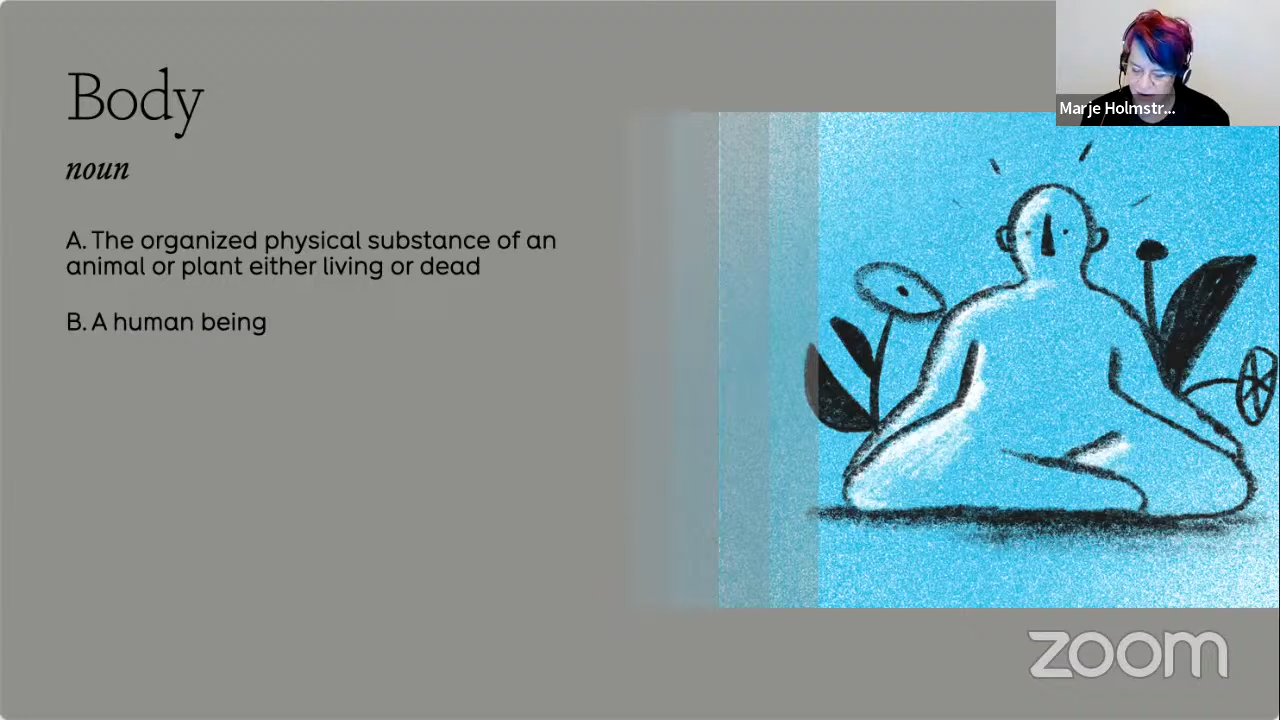 Body
noun
A. The organized physical substance of an
animal or plant either living or dead
B. A human being
Marje Holmstr...
zoom